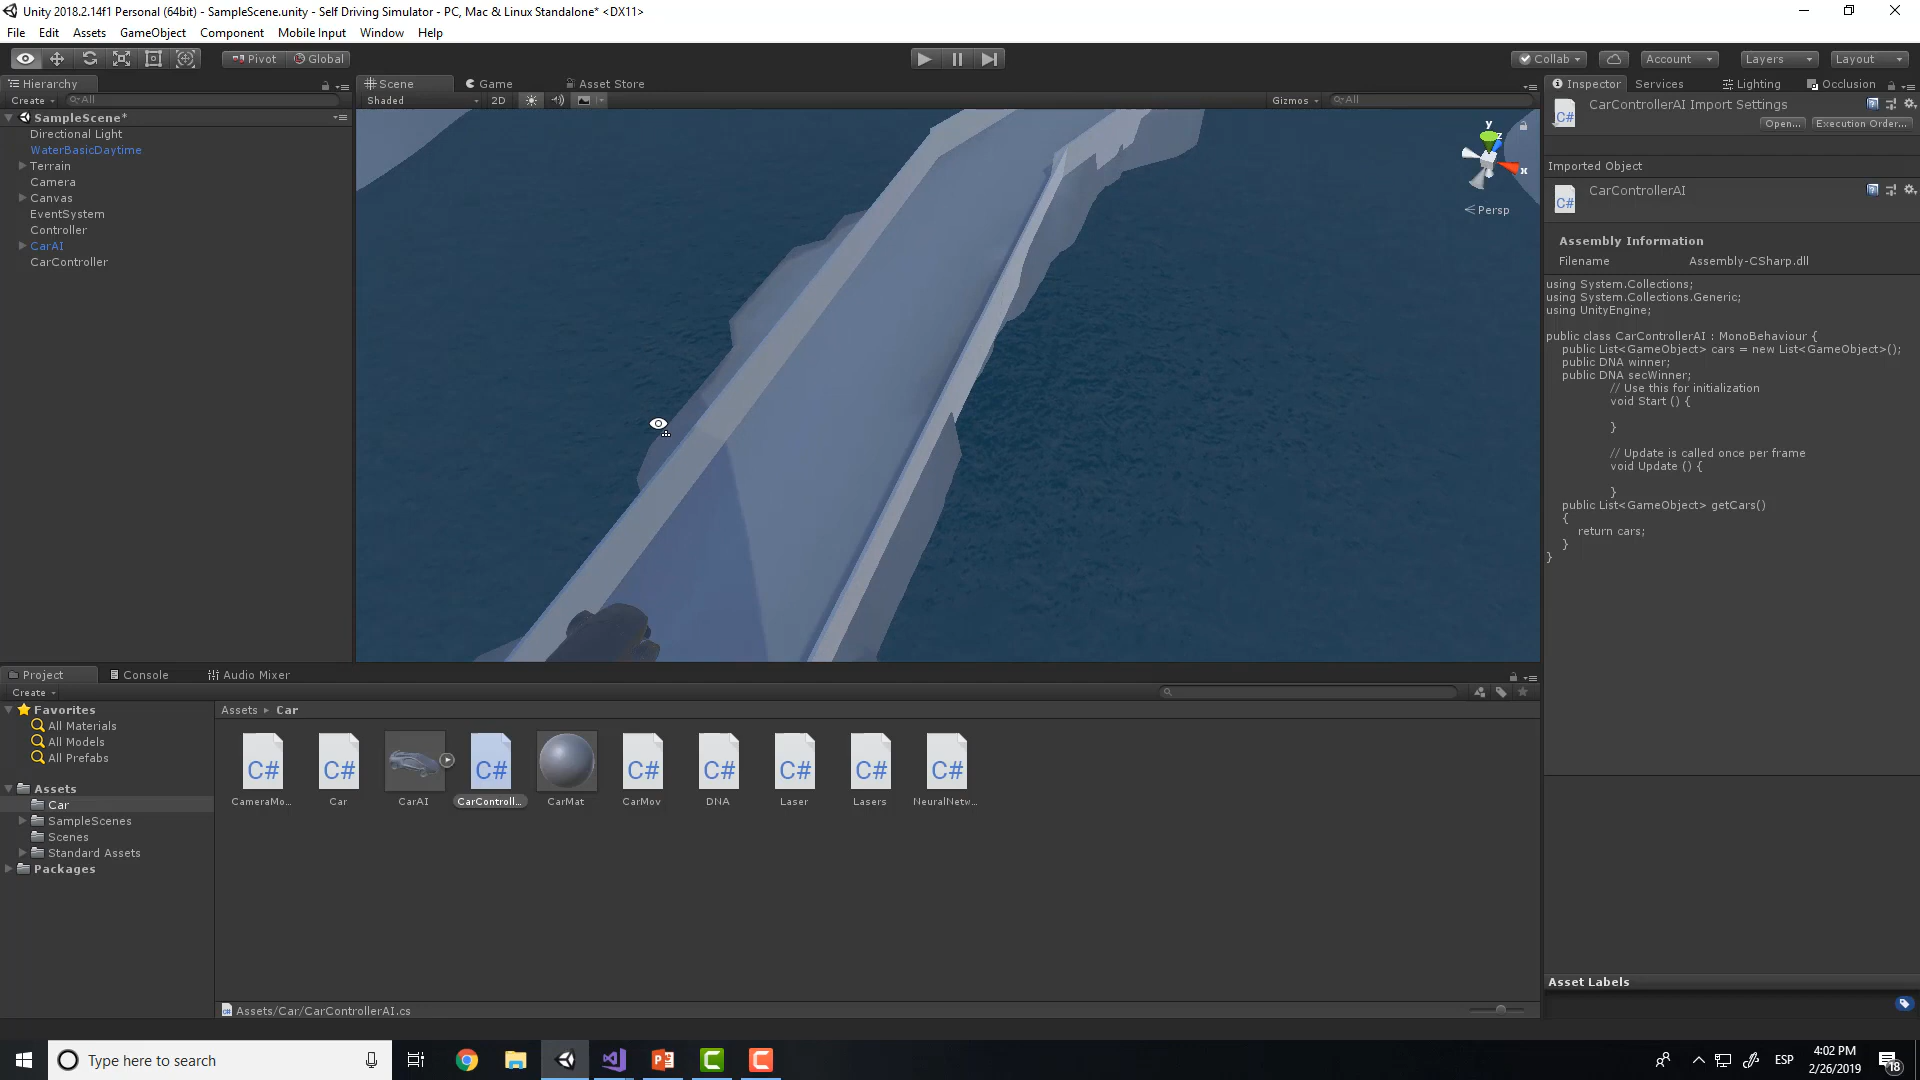 Unity 2018.2.14f1 Personal (64bit) - SampleScene.unity - Self Driving Simulator - PC, Mac & Linux Standalone* <DX11>
File Edit Assets GameObject Component Mobile Input Window Help
Pivot Global Collab Account Layers Layout
Hierarchy
Create All
SampleScene*
Directional Light
WaterBasicDaytime
Terrain
Camera
Canvas
EventSystem
Controller
CarAI
CarController
Scene Game Asset Store
Shaded 2D Gizmos All
y
z
x
Persp
Inspector Services Lighting Occlusion
CarControllerAI Import Settings
Open... Execution Order...
Imported Object
CarControllerAI
C#
Assembly Information
Filename Assembly-CSharp.dll
using System.Collections;
using System.Collections.Generic;
using UnityEngine;
public class CarControllerAI : MonoBehaviour {
public List<GameObject> cars = new List<GameObject>();
public DNA winner;
public DNA secWinner;
// Use this for initialization
void Start () {
}
// Update is called once per frame
void Update () {
}
public List<GameObject> getCars()
{
return cars;
}
}
Asset Labels
Project Console Audio Mixer
Create
Favorites
All Materials
All Models
All Prefabs
Assets
Car
SampleScenes
Scenes
Standard Assets
Packages
Assets Car
C# C# C# C# C# C# C# C#
CameraMo... Car CarAI CarControll... CarMat CarMov DNA Laser Lasers NeuralNetw...
Assets/Car/CarControllerAI.cs
Type here to search
ESP
4:02 PM
2/26/2019
18